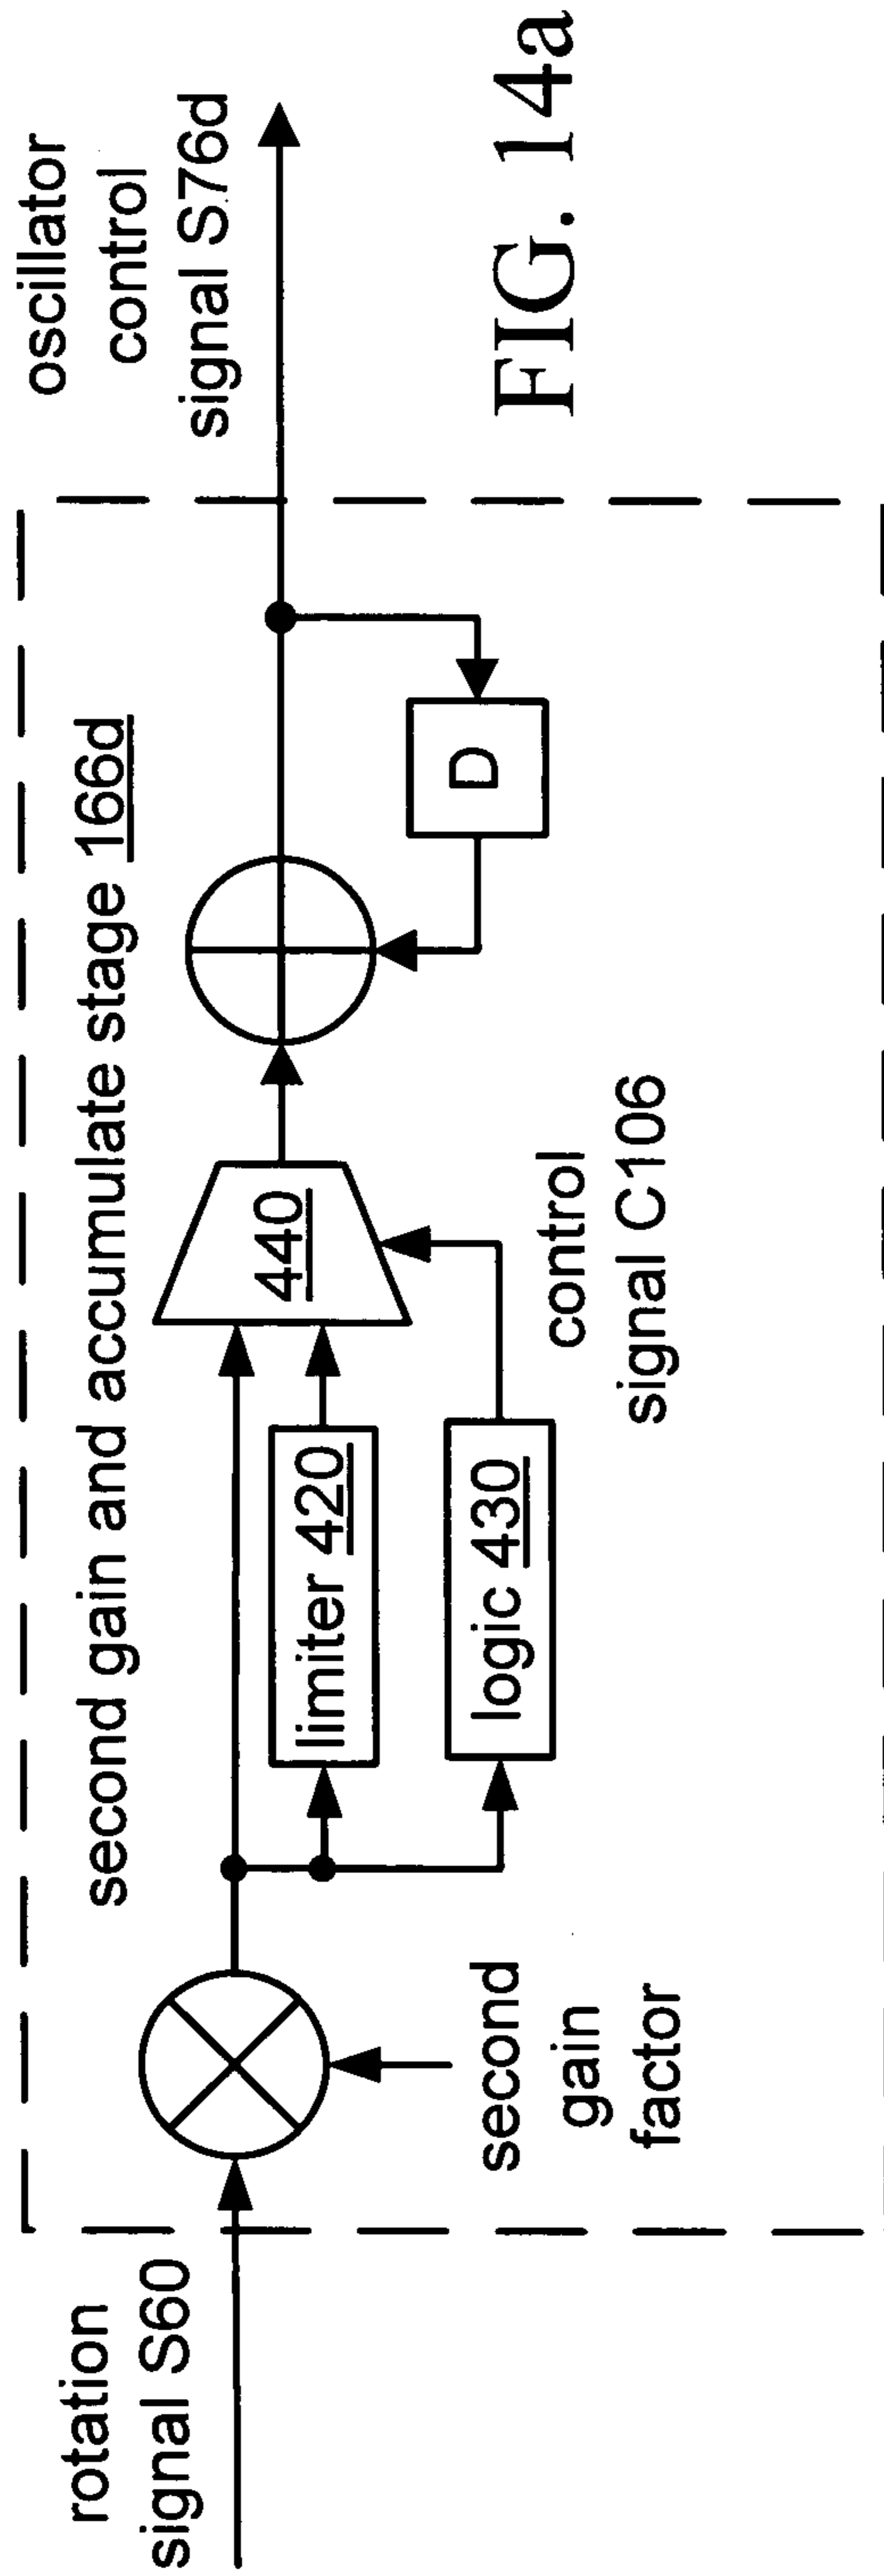 second gain and accumulate stage 166d
rotation
signal S60
second
gain
factor
limiter 420
logic 430
440
control
signal C106
D
oscillator
control
signal S76d
FIG. 14a